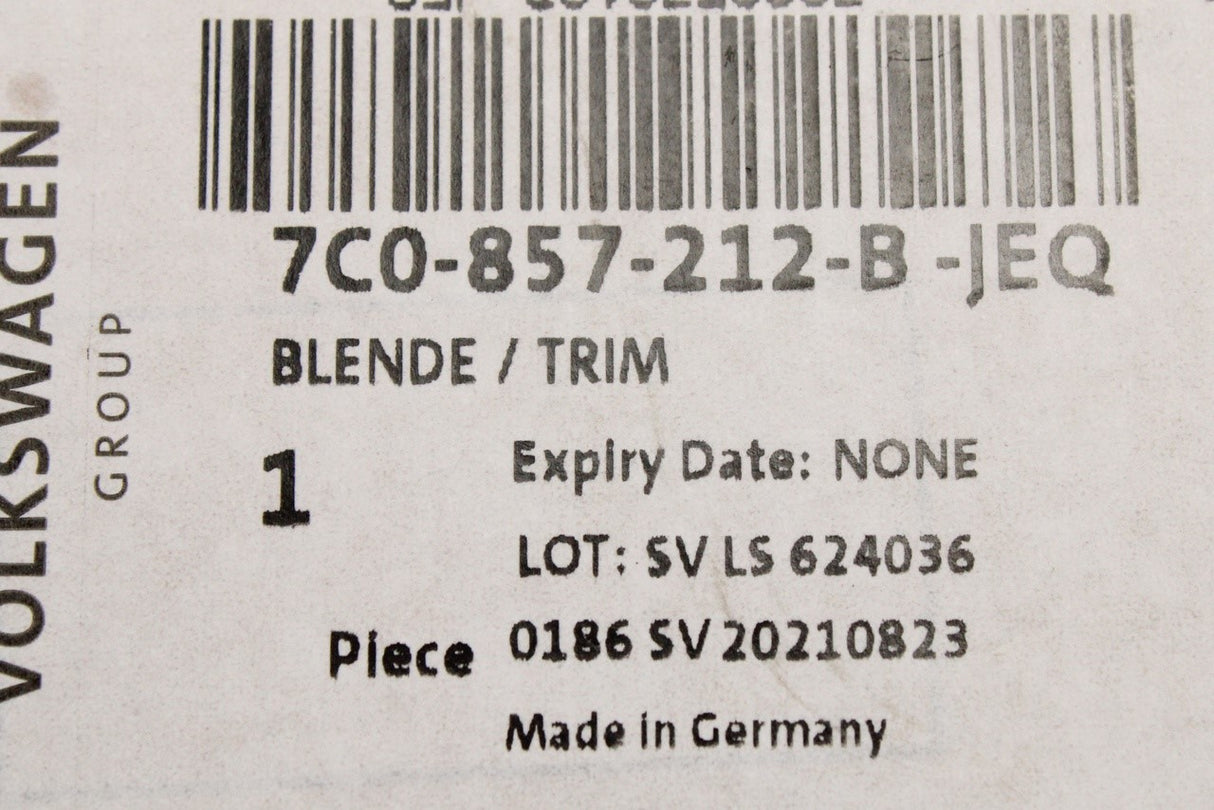 7C0-857-212-B -JEQ
BLENDE / TRIM
1
Piece
Expiry Date: NONE
LOT: SV LS 624036
0186 SV 20210823
Made in Germany
VOLKSWAGEN
GROUP